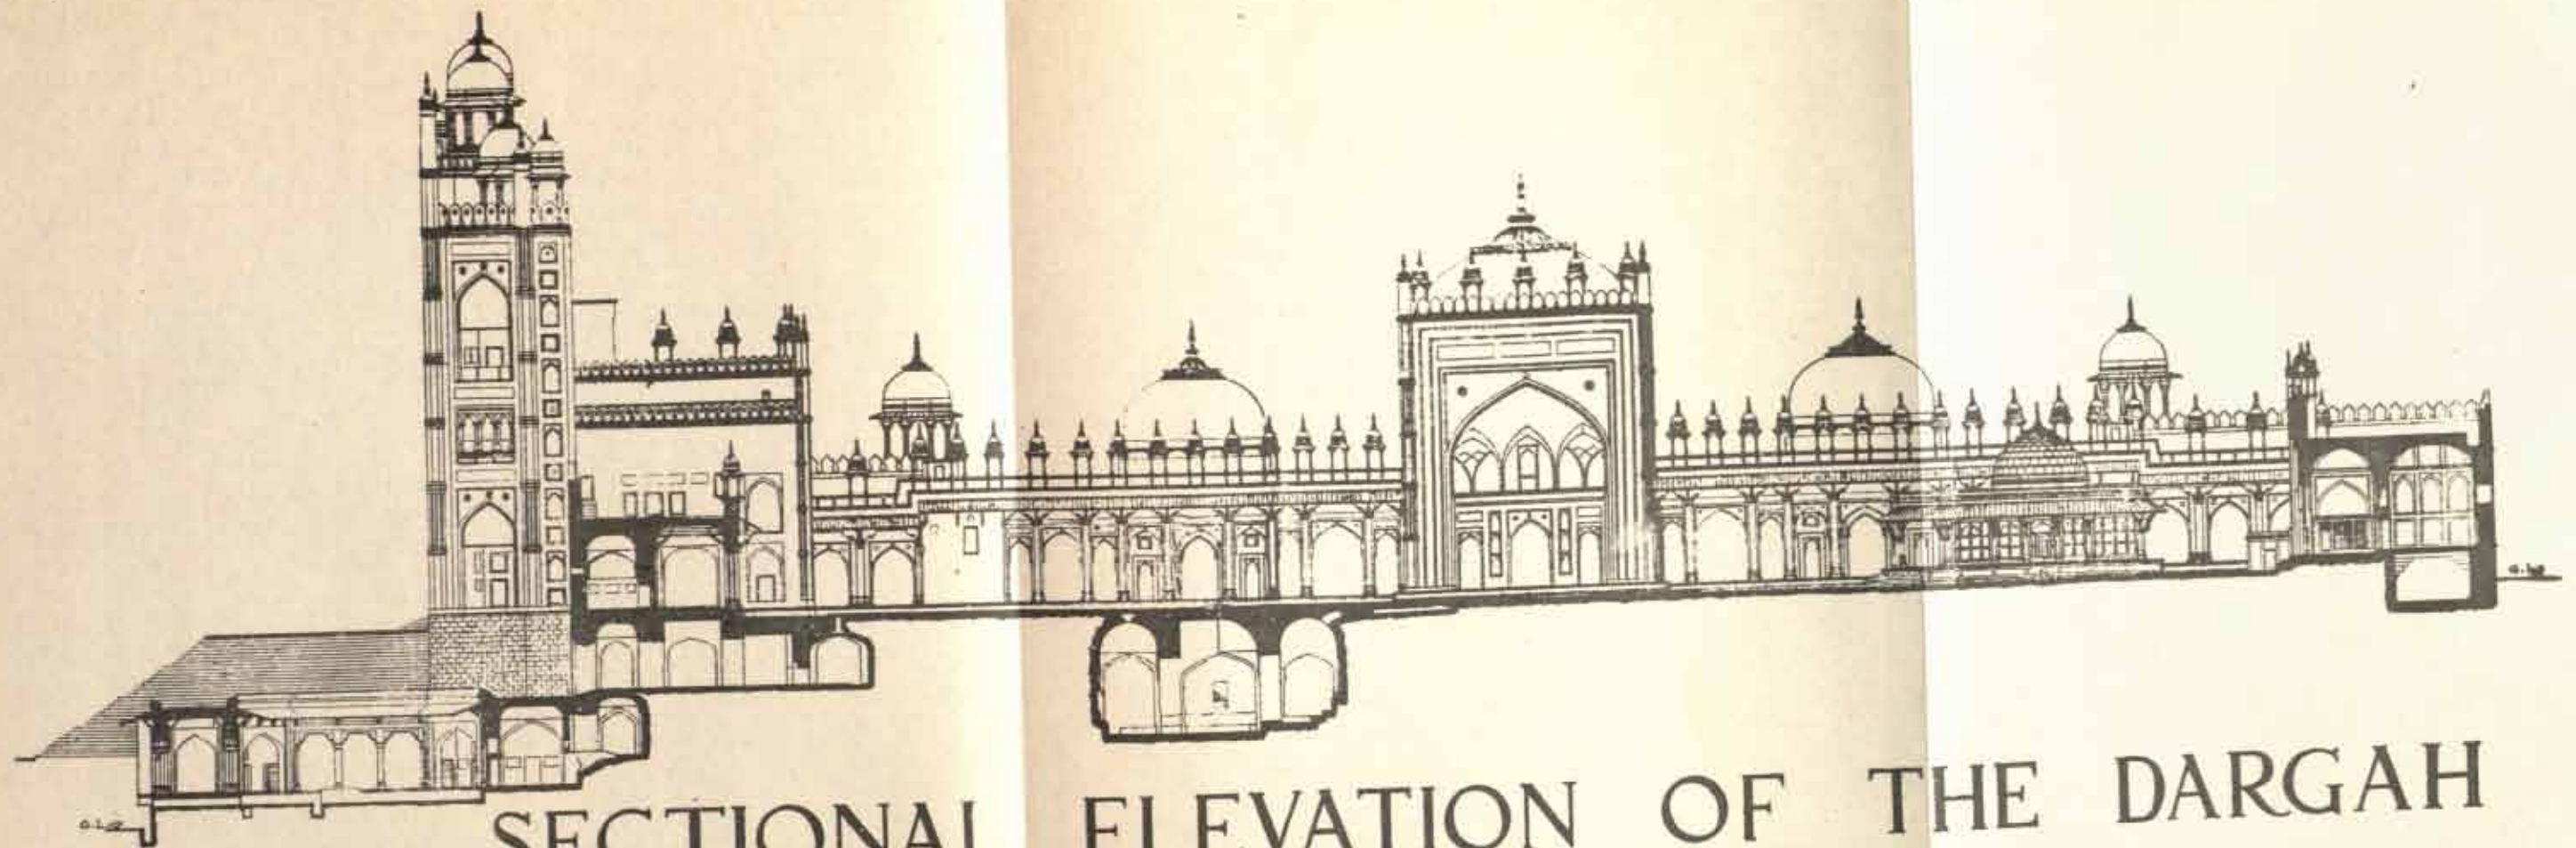 G.L.
G.L.
SECTIONAL ELEVATION OF THE DARGAH